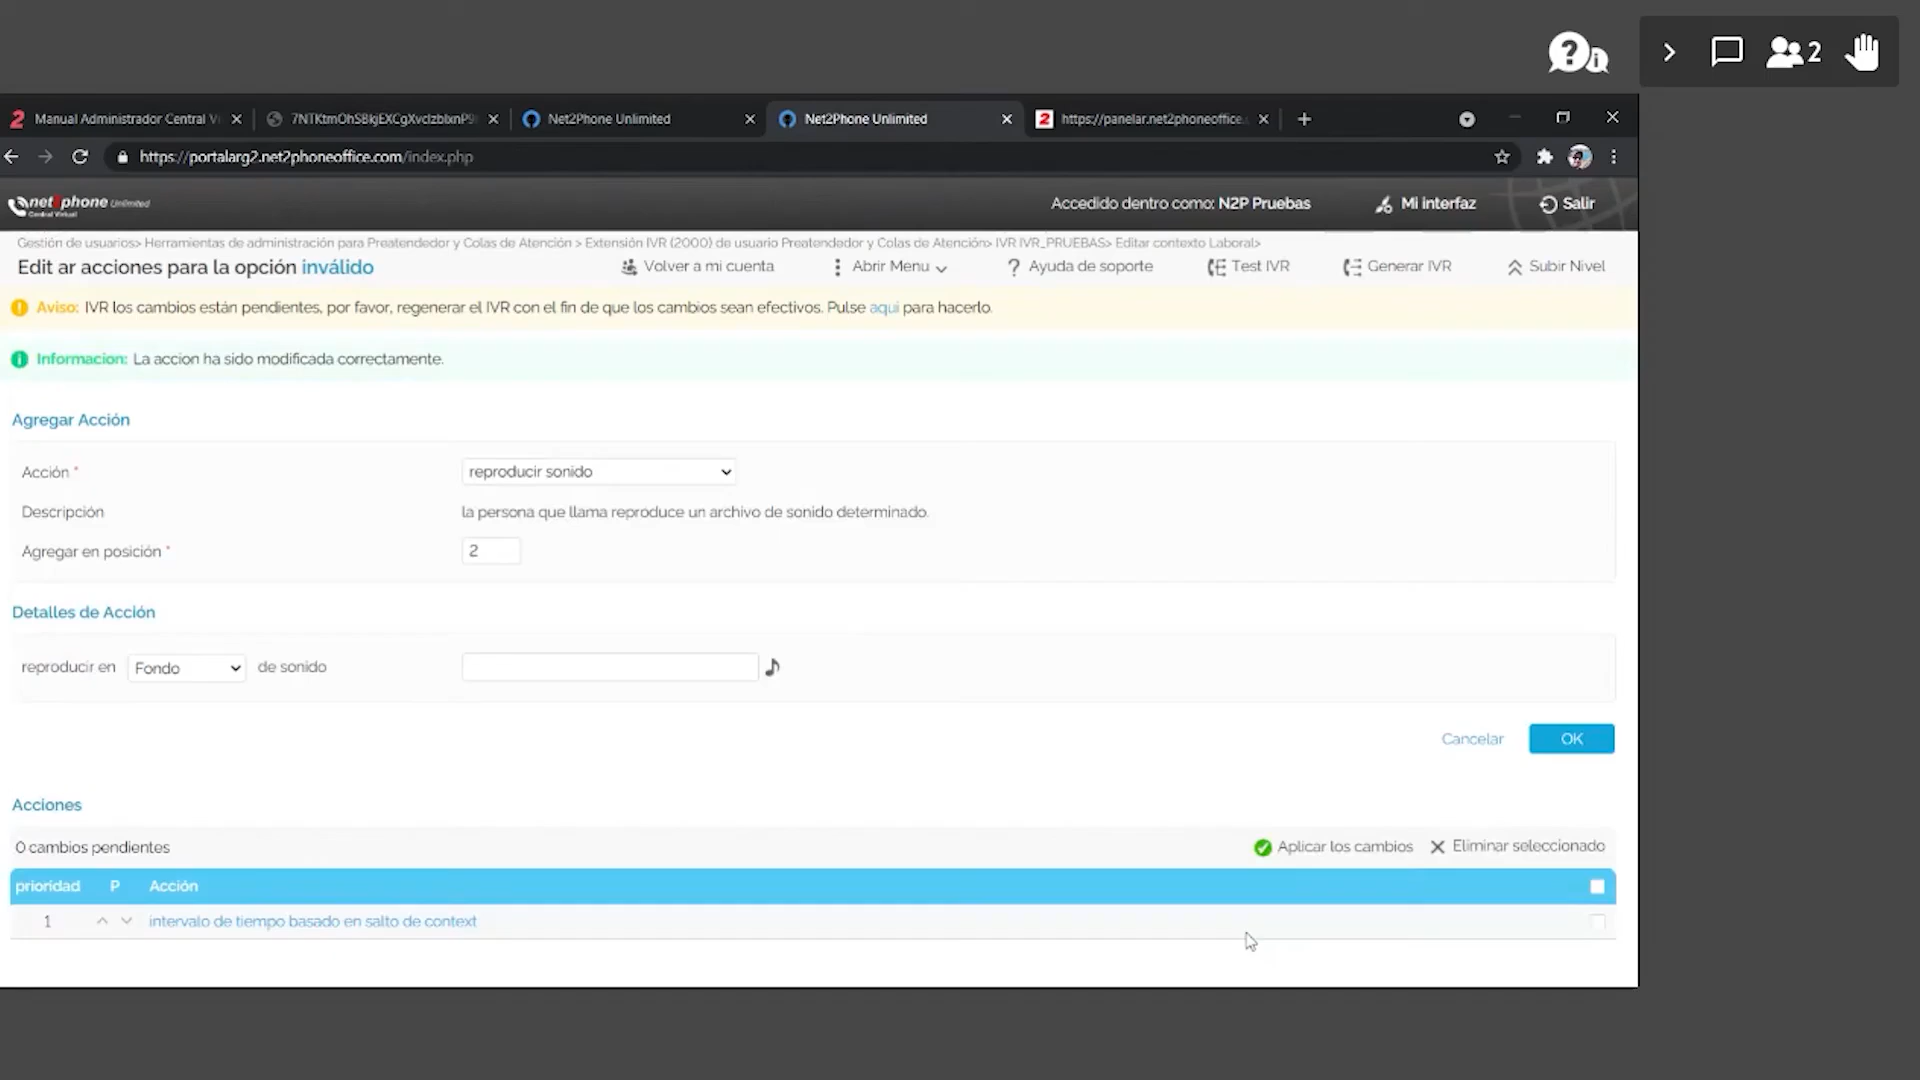 2
Manual Administrador Central Vi
7NTKtmOhSBkjEXCgXvcIzbIxnP9
Net2Phone Unlimited
Net2Phone Unlimited
https://panelar.net2phoneoffice.
https://portalarg2.net2phoneoffice.com/index.php
net2phone Unlimited
Central Virtual
Accedido dentro como: N2P Pruebas
Mi interfaz
Salir
Gestión de usuarios> Herramientas de administración para Preatendedor y Colas de Atención > Extensión IVR (2000) de usuario Preatendedor y Colas de Atención> IVR IVR_PRUEBAS> Editar contexto Laboral>
Edit ar acciones para la opción inválido
Volver a mi cuenta
Abrir Menu
Ayuda de soporte
Test IVR
Generar IVR
Subir Nivel
Aviso: IVR los cambios están pendientes, por favor, regenerar el IVR con el fin de que los cambios sean efectivos. Pulse aqui para hacerlo.
Informacion: La accion ha sido modificada correctamente.
Agregar Acción
Acción * reproducir sonido
Descripción la persona que llama reproduce un archivo de sonido determinado.
Agregar en posición * 2
Detalles de Acción
reproducir en Fondo de sonido
Cancelar OK
Acciones
0 cambios pendientes
Aplicar los cambios
Eliminar seleccionado
prioridad P Acción
1 intervalo de tiempo basado en salto de context